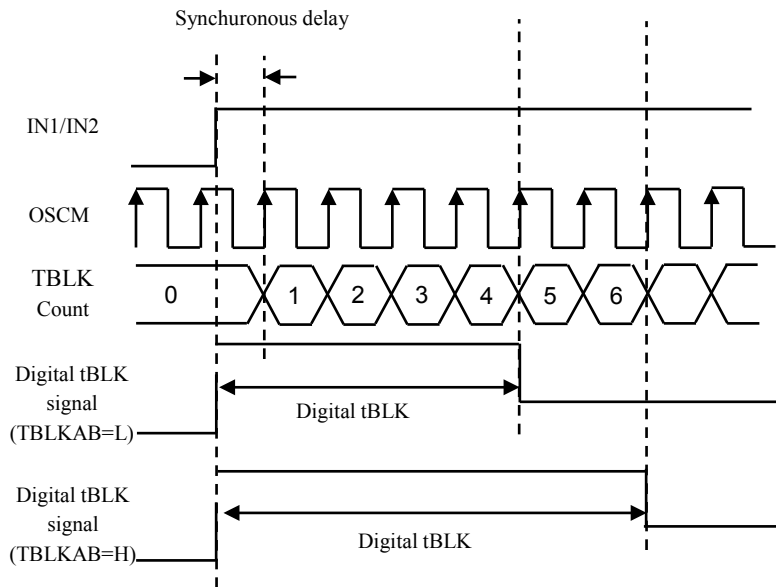 Synchuronous delay
IN1/IN2
OSCM
TBLK
Count
0 1 2 3 4 5 6
Digital tBLK
signal
(TBLKAB=L)
Digital tBLK
Digital tBLK
signal
(TBLKAB=H)
Digital tBLK